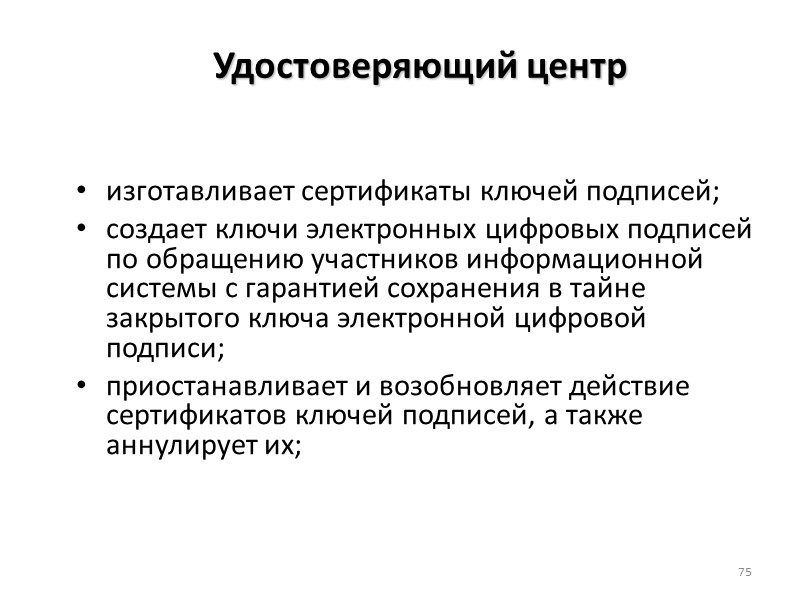 Удостоверяющий центр
• изготавливает сертификаты ключей подписей;
• создает ключи электронных цифровых подписей
по обращению участников информационной
системы с гарантией сохранения в тайне
закрытого ключа электронной цифровой
подписи;
• приостанавливает и возобновляет действие
сертификатов ключей подписей, а также
аннулирует их;
75